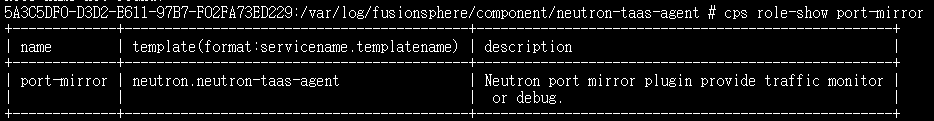 5A3C5DF0-D3D2-B611-97B7-F02FA73ED229:/var/log/fusionsphere/component/neutron-taas-agent # cps role-show port-mirror
+-------------+------------------------------------------+---------------------------------------------------+
| name | template(format:servicename.templatename) | description |
+-------------+------------------------------------------+---------------------------------------------------+
| port-mirror | neutron.neutron-taas-agent | Neutron port mirror plugin provide traffic monitor |
| | | or debug. |
+-------------+------------------------------------------+---------------------------------------------------+